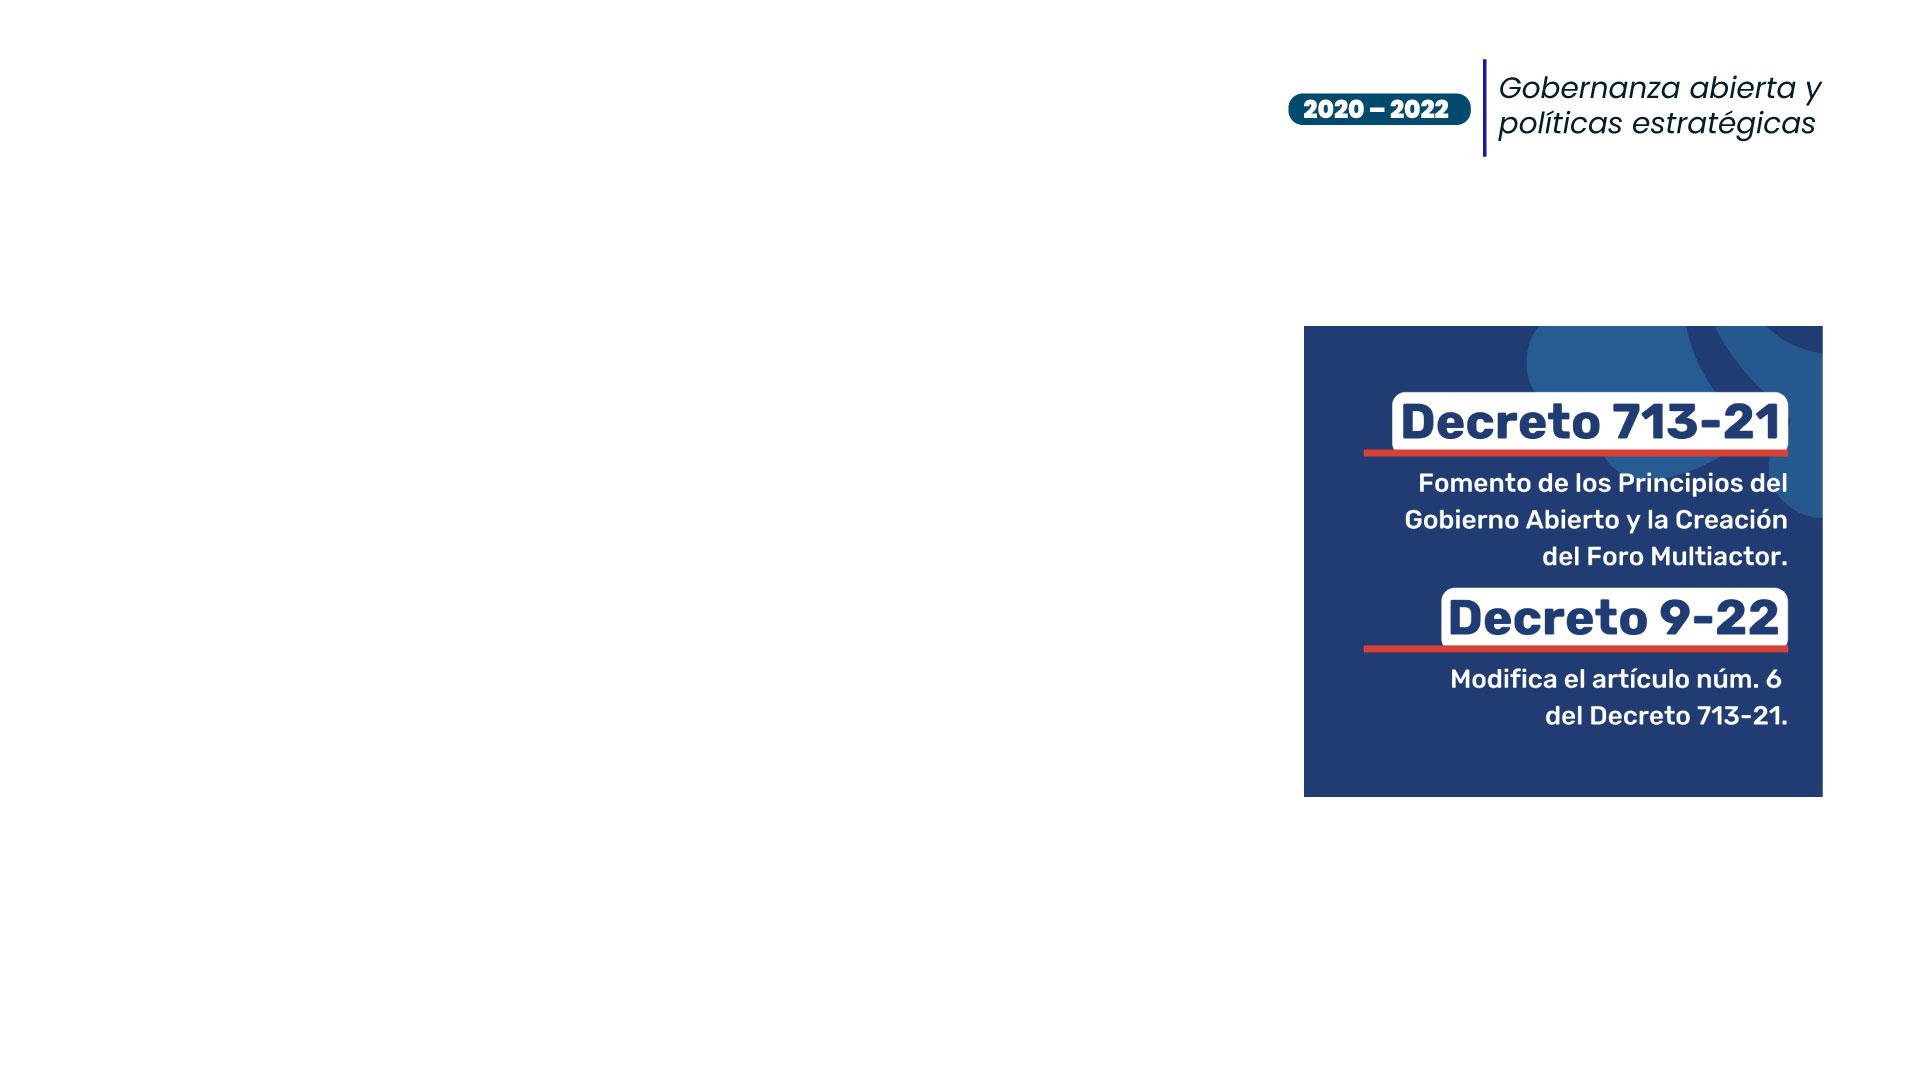 2020 – 2022
Gobernanza abierta y
políticas estratégicas
Decreto 713-21
Fomento de los Principios del
Gobierno Abierto y la Creación
del Foro Multiactor.
Decreto 9-22
Modifica el artículo núm. 6
del Decreto 713-21.